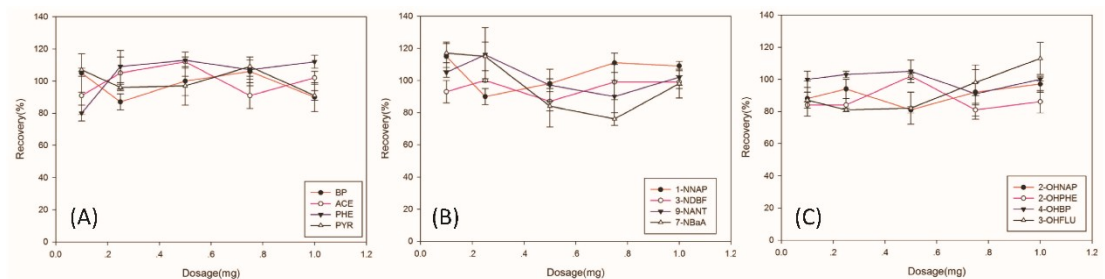 140
120
100
80
60
40
20
0
Recovery(%)
(A)
BP
ACE
PHE
PYR
0.0 .2 .4 .6 .8 1.0 1.2
Dosage(mg)
140
120
100
80
60
40
20
0
Recovery(%)
(B)
1-NNAP
3-NDBF
9-NANT
7-NBaA
0.0 .2 .4 .6 .8 1.0 1.2
Dosage(mg)
140
120
100
80
60
40
20
0
Recovery(%)
(C)
2-OHNAP
2-OHPHE
4-OHBP
3-OHFLU
0.0 .2 .4 .6 .8 1.0 1.2
Dosage(mg)